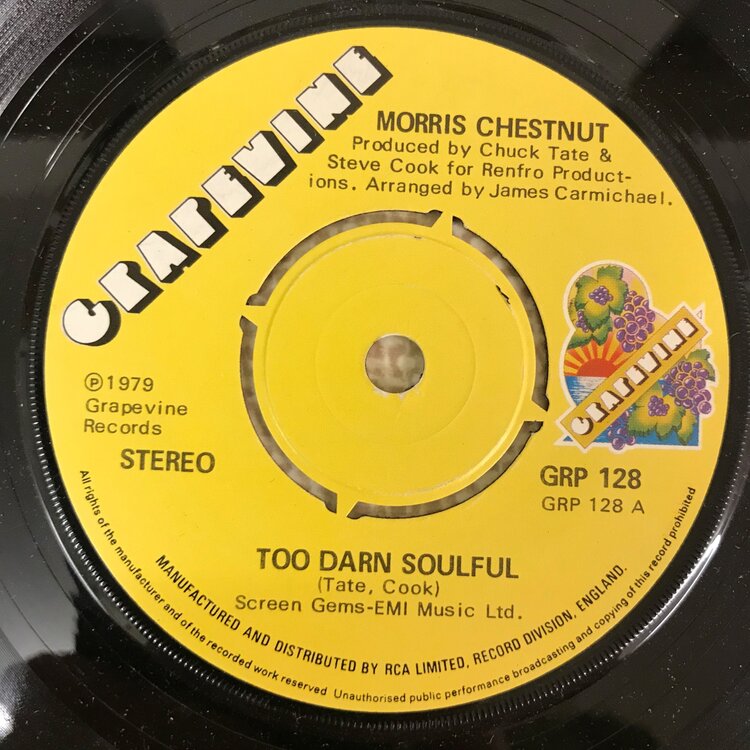 GRAPEVINE
MORRIS CHESTNUT
Produced by Chuck Tate &
Steve Cook for Renfro Product-
ions. Arranged by James Carmichael.
GRAPEVINE
℗1979
Grapevine
Records
STEREO
GRP 128
GRP 128 A
TOO DARN SOULFUL
(Tate, Cook)
Screen Gems-EMI Music Ltd.
MANUFACTURED AND DISTRIBUTED BY RCA LIMITED, RECORD DIVISION, ENGLAND.
All rights of the manufacturer and of the recorded work reserved Unauthorised public performance broadcasting and copying of this record prohibited